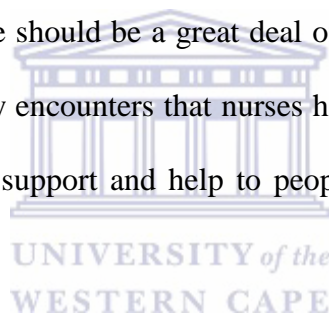 e should be a great deal o
y encounters that nurses h
support and help to peop
UNIVERSITY of the
WESTERN CAPE